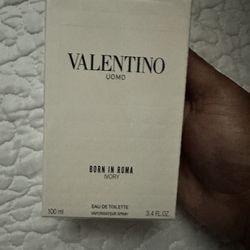 VALENTINO
UOMO
BORN IN ROMA
IVORY
EAU DE TOILETTE
VAPORISATEUR SPRAY
100 ml
3.4 FL.OZ.